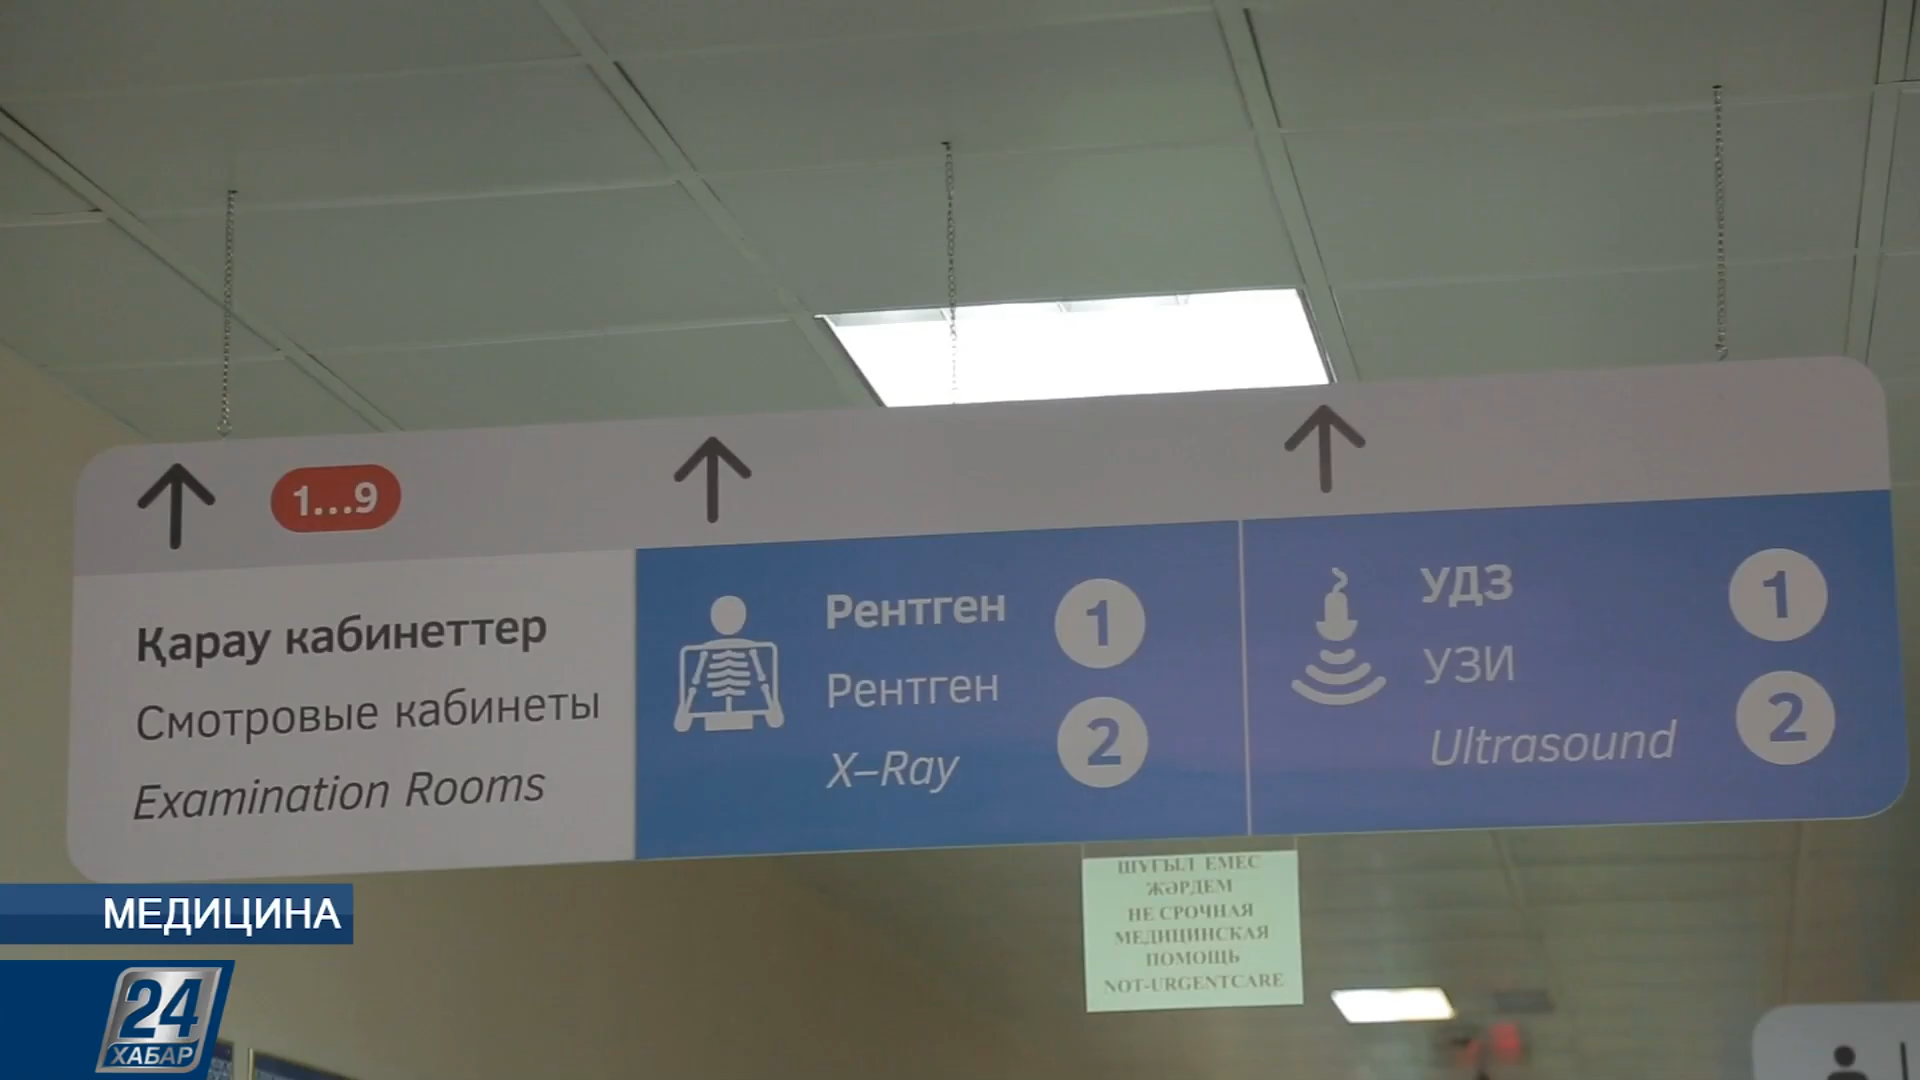 1...9
Қарау кабинеттер
Смотровые кабинеты
Examination Rooms
Рентген
Рентген
X–Ray
1
2
УДЗ
УЗИ
Ultrasound
1
2
ШҰҒЫЛ ЕМЕС
ЖӘРДЕМ
НЕ СРОЧНАЯ
МЕДИЦИНСКАЯ
ПОМОЩЬ
NOT-URGENTCARE
МЕДИЦИНА
24
ХАБАР